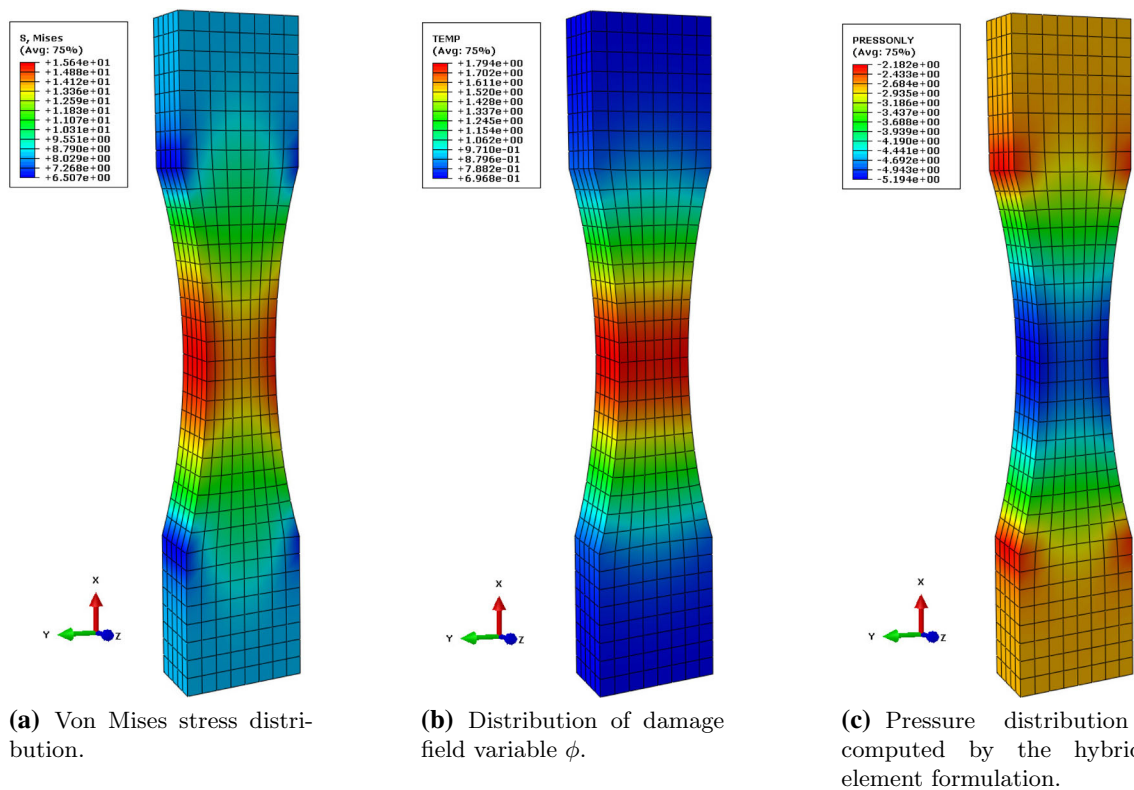 S, Mises
(Avg: 75%)
+1.564e+01
+1.488e+01
+1.412e+01
+1.336e+01
+1.259e+01
+1.183e+01
+1.107e+01
+1.031e+01
+9.551e+00
+8.790e+00
+8.029e+00
+7.268e+00
+6.507e+00
X
Y
Z
(a) Von Mises stress distri-
bution.
TEMP
(Avg: 75%)
+1.794e+00
+1.702e+00
+1.611e+00
+1.520e+00
+1.428e+00
+1.337e+00
+1.245e+00
+1.154e+00
+1.062e+00
+9.710e-01
+8.796e-01
+7.882e-01
+6.968e-01
X
Y
Z
(b) Distribution of damage
field variable ϕ.
PRESSONLY
(Avg: 75%)
-2.182e+00
-2.433e+00
-2.684e+00
-2.935e+00
-3.186e+00
-3.437e+00
-3.688e+00
-3.939e+00
-4.190e+00
-4.441e+00
-4.692e+00
-4.943e+00
-5.194e+00
X
Y
Z
(c) Pressure distribution
computed by the hybri
element formulation.